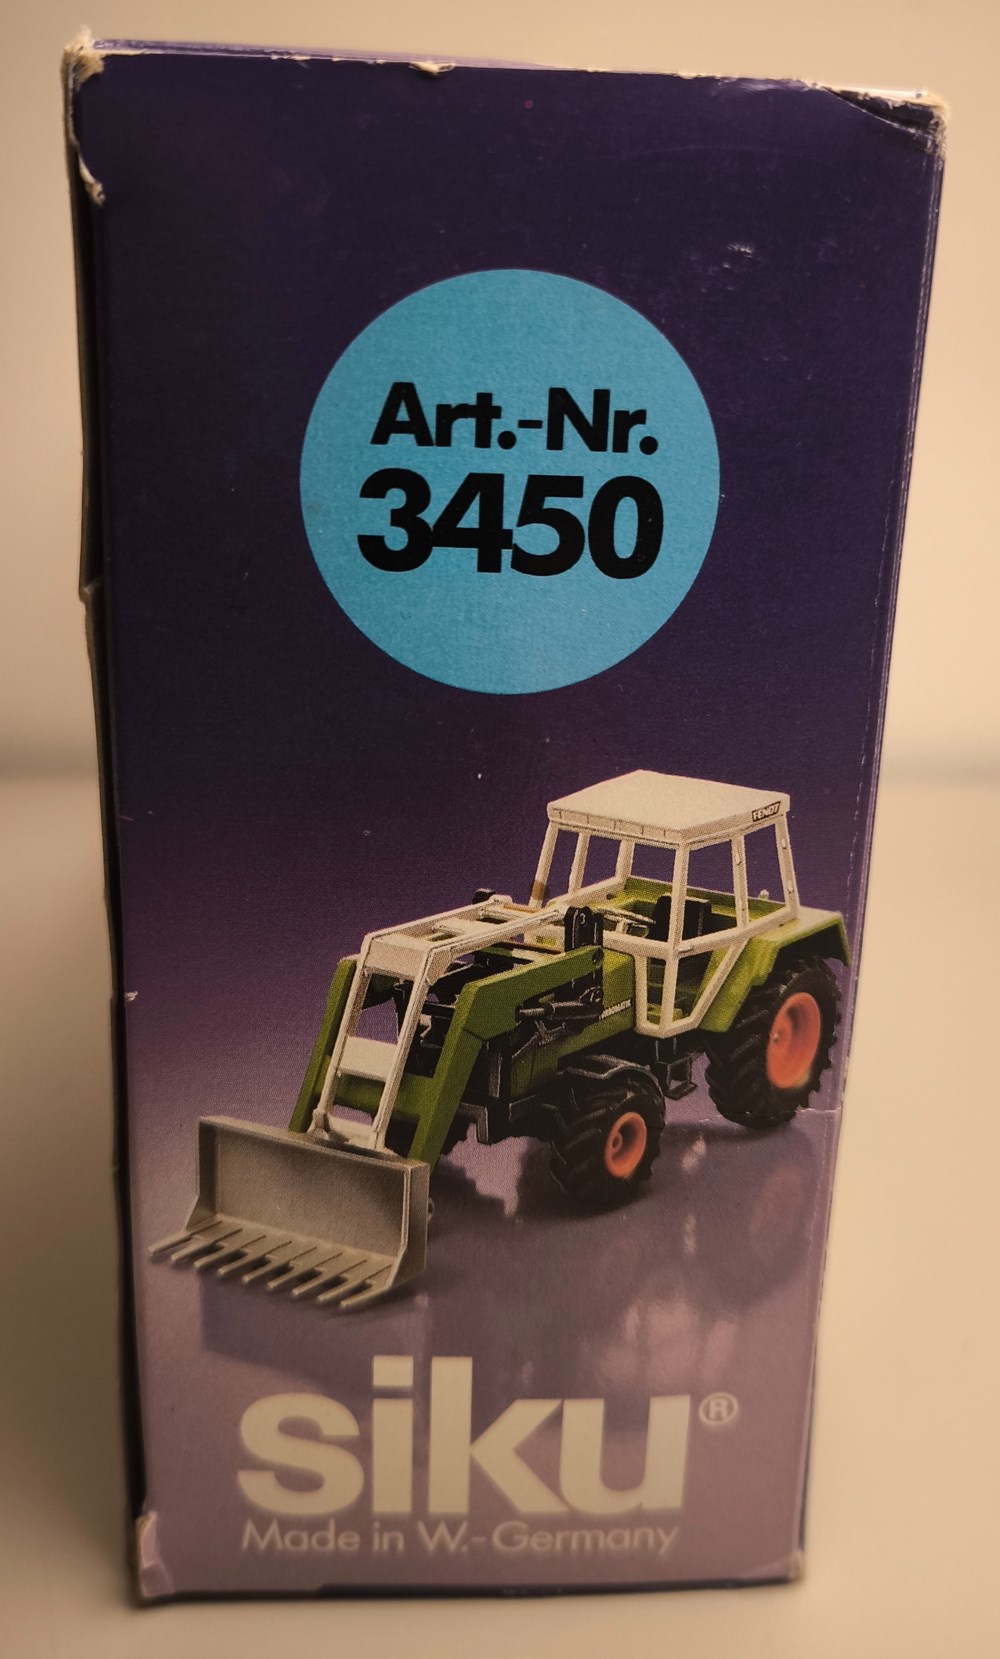 Art.-Nr.
3450
FENDT
siku®
Made in W.-Germany